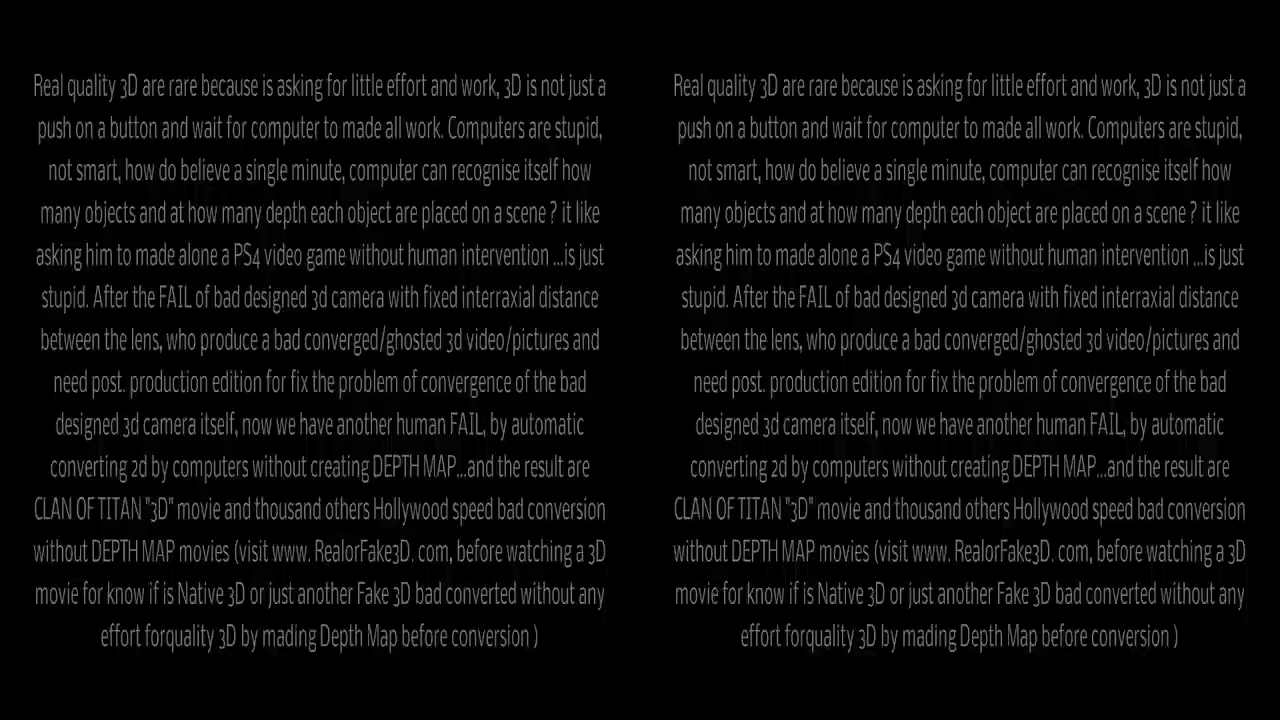 Real quality 3D are rare because is asking for little effort and work, 3D is not just a
push on a button and wait for computer to made all work. Computers are stupid,
not smart, how do believe a single minute, computer can recognise itself how
many objects and at how many depth each object are placed on a scene ? it like
asking him to made alone a PS4 video game without human intervention ...is just
stupid. After the FAIL of bad designed 3d camera with fixed interraxial distance
between the lens, who produce a bad converged/ghosted 3d video/pictures and
need post. production edition for fix the problem of convergence of the bad
designed 3d camera itself, now we have another human FAIL, by automatic
converting 2d by computers without creating DEPTH MAP...and the result are
CLAN OF TITAN "3D" movie and thousand others Hollywood speed bad conversion
without DEPTH MAP movies (visit www. RealorFake3D. com, before watching a 3D
movie for know if is Native 3D or just another Fake 3D bad converted without any
effort forquality 3D by mading Depth Map before conversion )
Real quality 3D are rare because is asking for little effort and work, 3D is not just a
push on a button and wait for computer to made all work. Computers are stupid,
not smart, how do believe a single minute, computer can recognise itself how
many objects and at how many depth each object are placed on a scene ? it like
asking him to made alone a PS4 video game without human intervention ...is just
stupid. After the FAIL of bad designed 3d camera with fixed interraxial distance
between the lens, who produce a bad converged/ghosted 3d video/pictures and
need post. production edition for fix the problem of convergence of the bad
designed 3d camera itself, now we have another human FAIL, by automatic
converting 2d by computers without creating DEPTH MAP...and the result are
CLAN OF TITAN "3D" movie and thousand others Hollywood speed bad conversion
without DEPTH MAP movies (visit www. RealorFake3D. com, before watching a 3D
movie for know if is Native 3D or just another Fake 3D bad converted without any
effort forquality 3D by mading Depth Map before conversion )